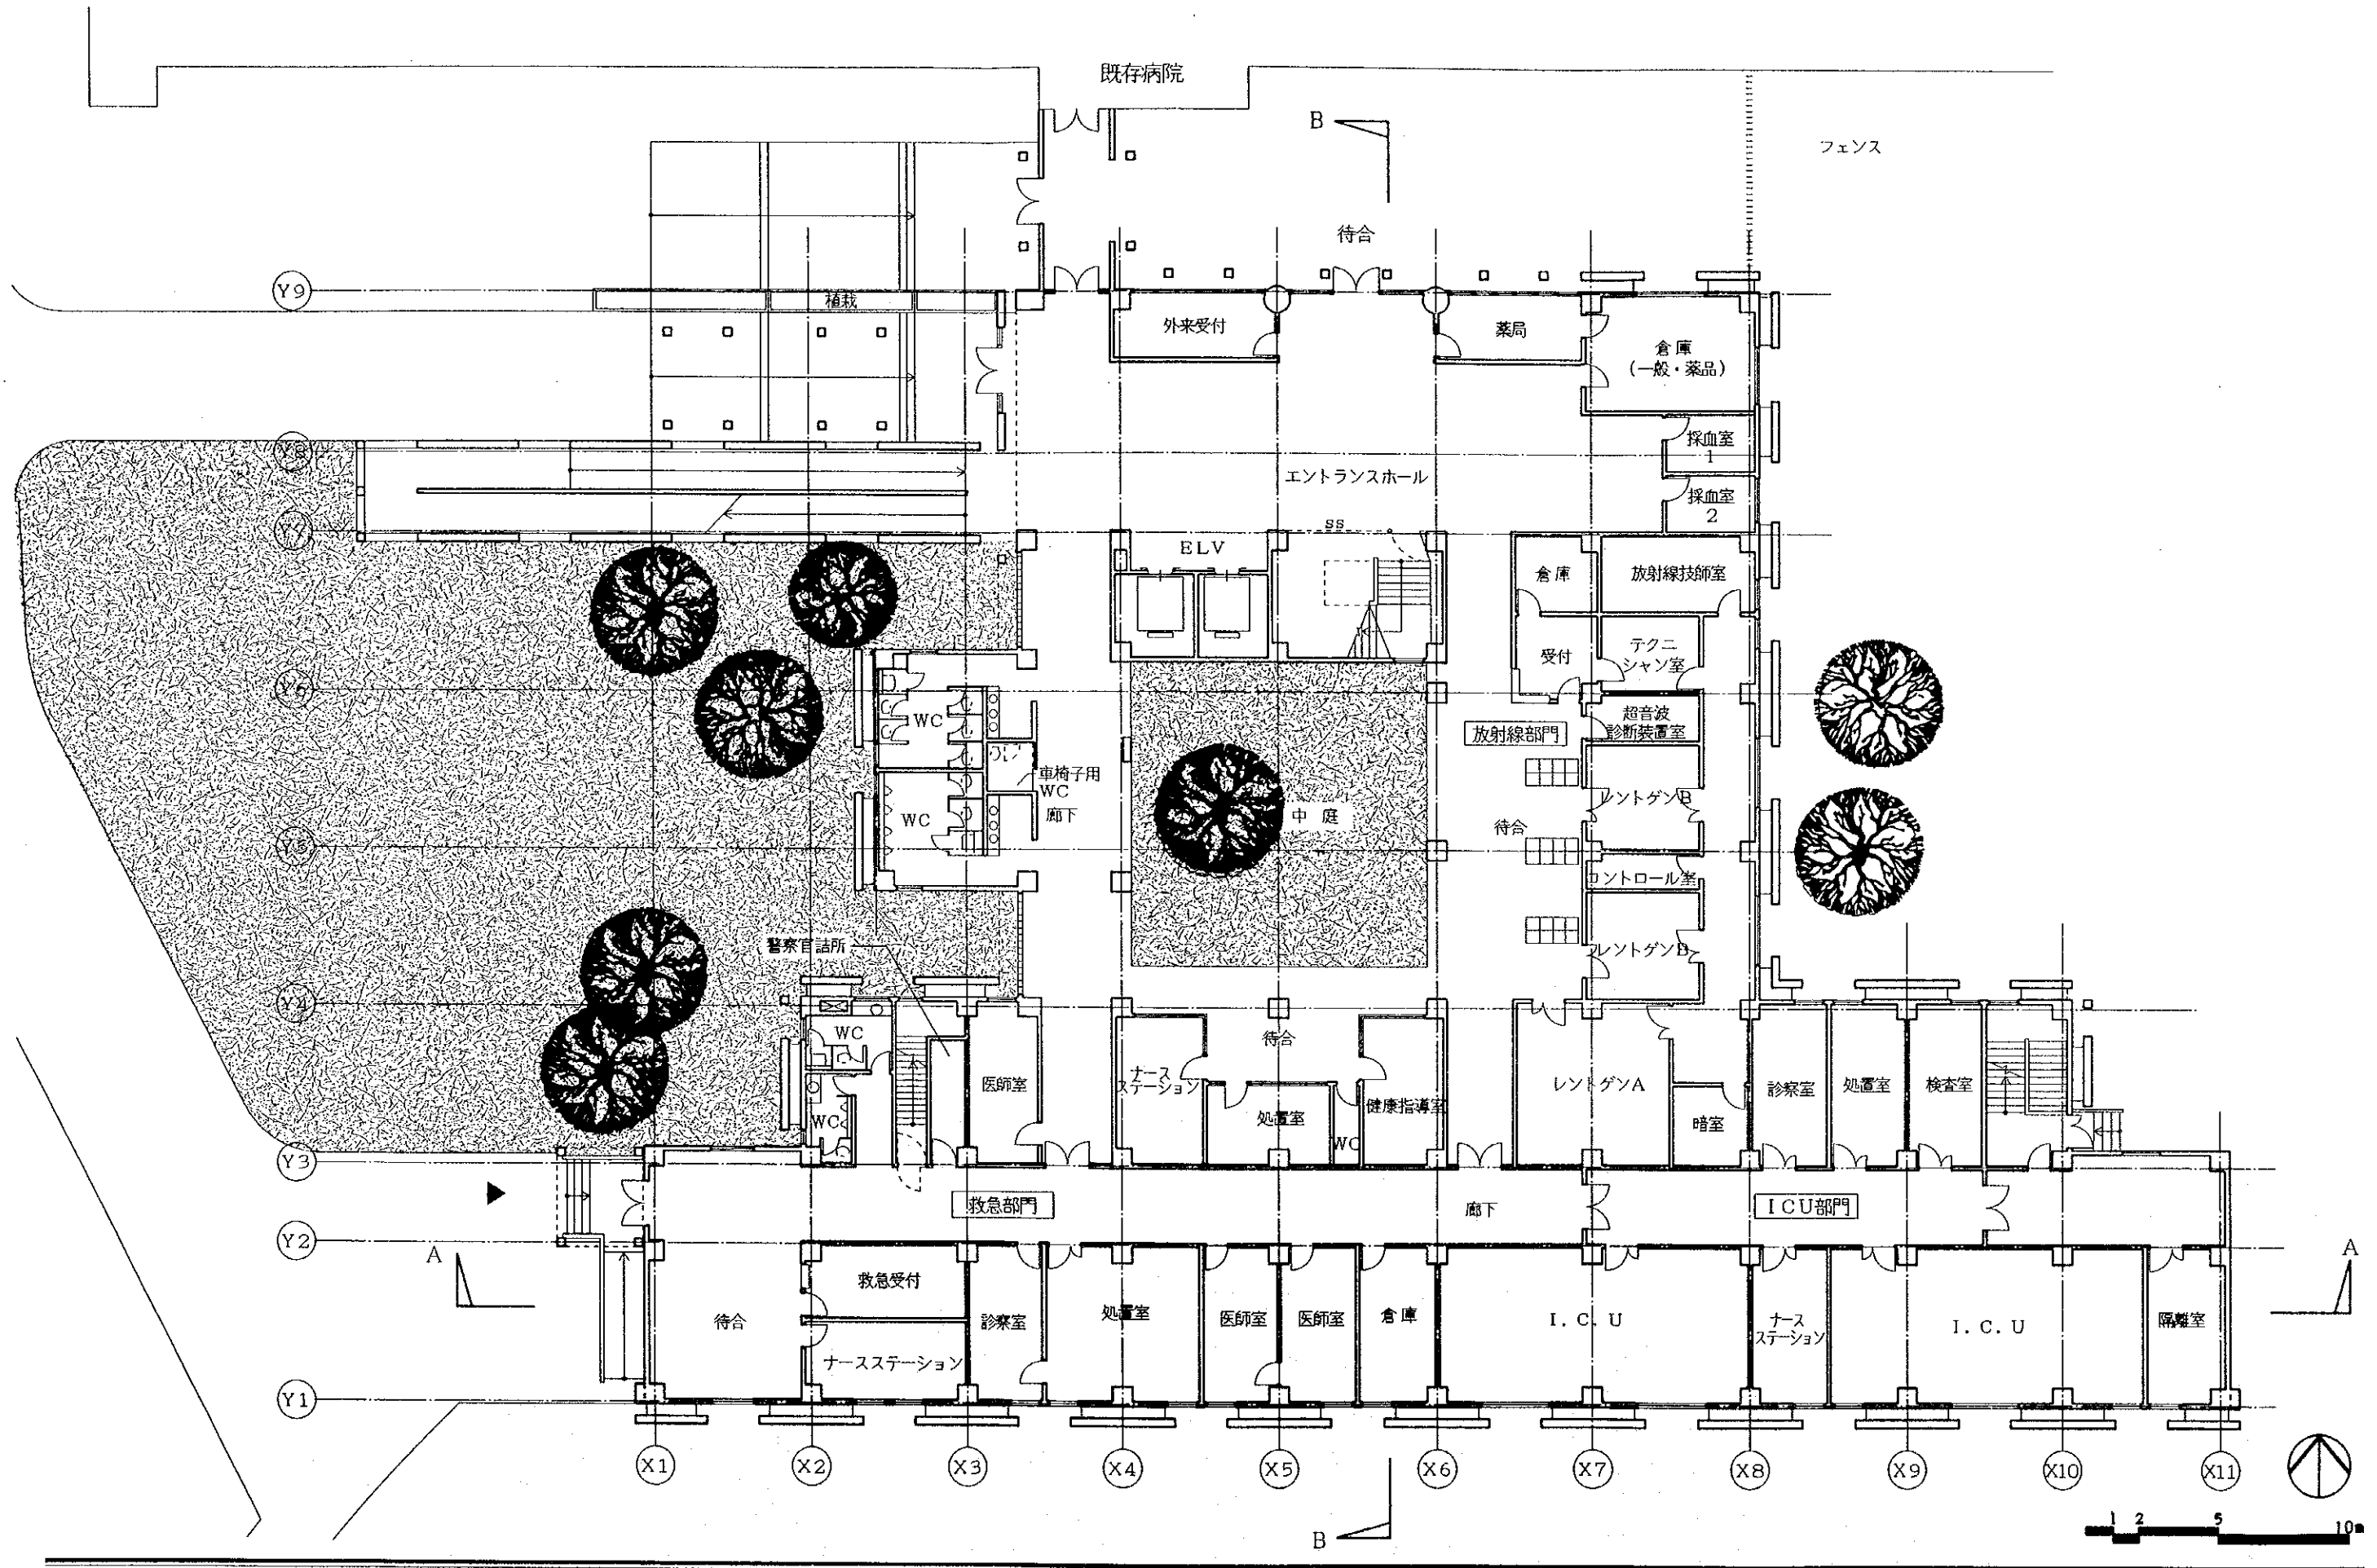 既存病院
B
フェンス
待合
Y9
植栽
外来受付
薬局
倉庫
(一般・薬品)
Y8
採血室
1
エントランスホール
採血室
2
Y7
SS
ELV
倉庫
放射線技師室
テクニ
シャン室
受付
Y6
WC
超音波
診断装置室
放射線部門
車椅子用
WC
レントゲンB
中庭
廊下
WC
待合
Y5
コントロール室
警察官詰所
レントゲンB
Y4
WC
待合
医師室
ナース
ステーション
レントゲンA
診察室
処置室
検査室
健康指導室
処置室
WC
暗室
WC
Y3
救急部門
廊下
ICU部門
Y2
A
A
救急受付
待合
診察室
処置室
医師室
医師室
倉庫
I.C.U
ナース
ステーション
I.C.U
隔離室
ナースステーション
Y1
X1
X2
X3
X4
X5
X6
X7
X8
X9
X10
X11
1 2 5 10m
B